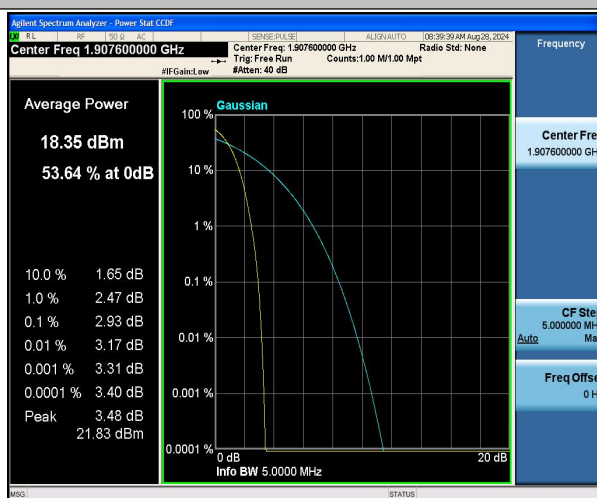 Agilent Spectrum Analyzer - Power Stat CCDF
LXI RL RF 50 Ω AC SENSE:PULSE ALIGNAUTO 08:39:39 AM Aug 28, 2024
Center Freq 1.907600000 GHz
Center Freq: 1.907600000 GHz Radio Std: None
Trig: Free Run Counts:1.00 M/1.00 Mpt
#IFGain:Low #Atten: 40 dB
Frequency
Average Power
18.35 dBm
53.64 % at 0dB
10.0 % 1.65 dB
1.0 % 2.47 dB
0.1 % 2.93 dB
0.01 % 3.17 dB
0.001 % 3.31 dB
0.0001 % 3.40 dB
Peak 3.48 dB
21.83 dBm
Gaussian
100 %
10 %
1 %
0.1 %
0.01 %
0.001 %
0.0001 %
0 dB 20 dB
Info BW 5.0000 MHz
Center Fre
1.907600000 GH
CF Ste
5.000000 MH
Auto Ma
Freq Offse
0 H
MSG STATUS